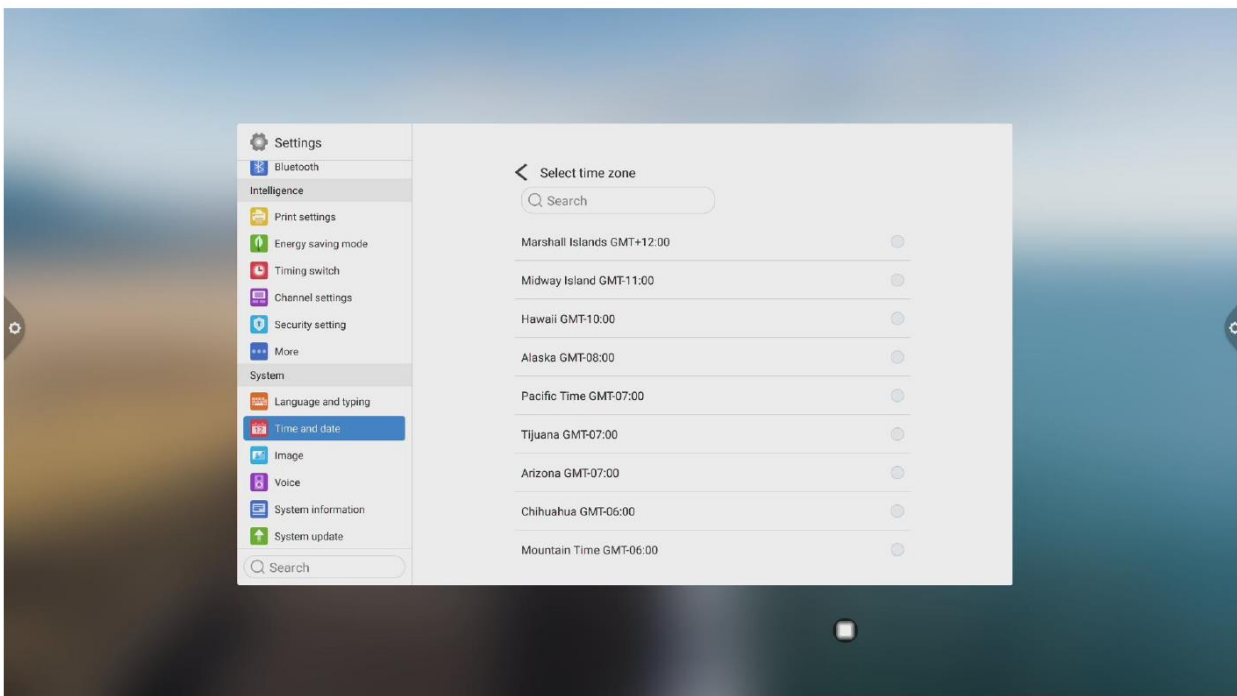 Settings
Bluetooth
Intelligence
Print settings
Energy saving mode
Timing switch
Channel settings
Security setting
More
System
Language and typing
Time and date
Image
Voice
System information
System update
Search
Select time zone
Search
Marshall Islands GMT+12:00
Midway Island GMT-11:00
Hawaii GMT-10:00
Alaska GMT-08:00
Pacific Time GMT-07:00
Tijuana GMT-07:00
Arizona GMT-07:00
Chihuahua GMT-06:00
Mountain Time GMT-06:00